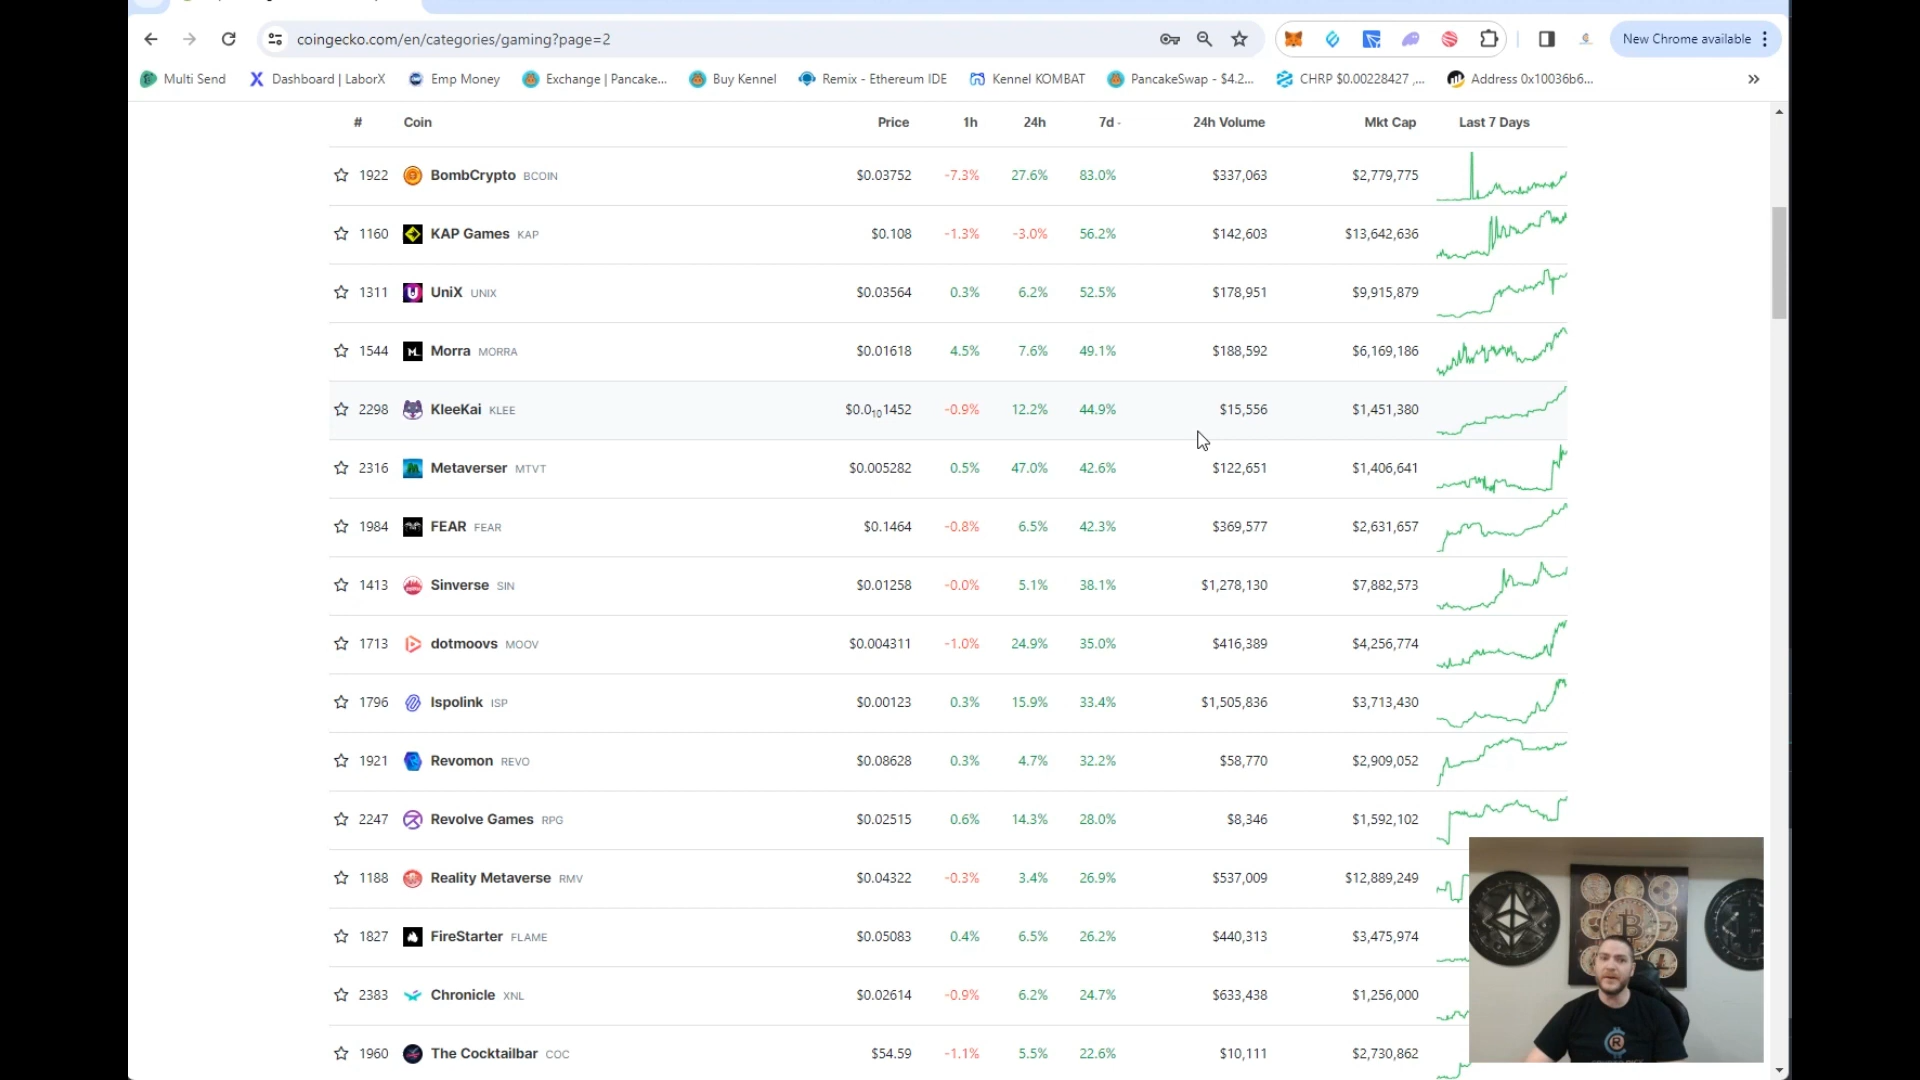 coingecko.com/en/categories/gaming?page=2 New Chrome available
Multi Send Dashboard | LaborX Emp Money Exchange | Pancake... Buy Kennel Remix - Ethereum IDE Kennel KOMBAT PancakeSwap - $4.2... CHRP $0.00228427 ,... Address 0x10036b6... »
# Coin Price 1h 24h 7d 24h Volume Mkt Cap Last 7 Days
1922 BombCrypto BCOIN $0.03752 -7.3% 27.6% 83.0% $337,063 $2,779,775
1160 KAP Games KAP $0.108 -1.3% -3.0% 56.2% $142,603 $13,642,636
1311 UniX UNIX $0.03564 0.3% 6.2% 52.5% $178,951 $9,915,879
1544 Morra MORRA $0.01618 4.5% 7.6% 49.1% $188,592 $6,169,186
2298 KleeKai KLEE $0.0₁₀1452 -0.9% 12.2% 44.9% $15,556 $1,451,380
2316 Metaverser MTVT $0.005282 0.5% 47.0% 42.6% $122,651 $1,406,641
1984 FEAR FEAR $0.1464 -0.8% 6.5% 42.3% $369,577 $2,631,657
1413 Sinverse SIN $0.01258 -0.0% 5.1% 38.1% $1,278,130 $7,882,573
1713 dotmoovs MOOV $0.004311 -1.0% 24.9% 35.0% $416,389 $4,256,774
1796 Ispolink ISP $0.00123 0.3% 15.9% 33.4% $1,505,836 $3,713,430
1921 Revomon REVO $0.08628 0.3% 4.7% 32.2% $58,770 $2,909,052
2247 Revolve Games RPG $0.02515 0.6% 14.3% 28.0% $8,346 $1,592,102
1188 Reality Metaverse RMV $0.04322 -0.3% 3.4% 26.9% $537,009 $12,889,249
1827 FireStarter FLAME $0.05083 0.4% 6.5% 26.2% $440,313 $3,475,974
2383 Chronicle XNL $0.02614 -0.9% 6.2% 24.7% $633,438 $1,256,000
1960 The Cocktailbar COC $54.59 -1.1% 5.5% 22.6% $10,111 $2,730,862